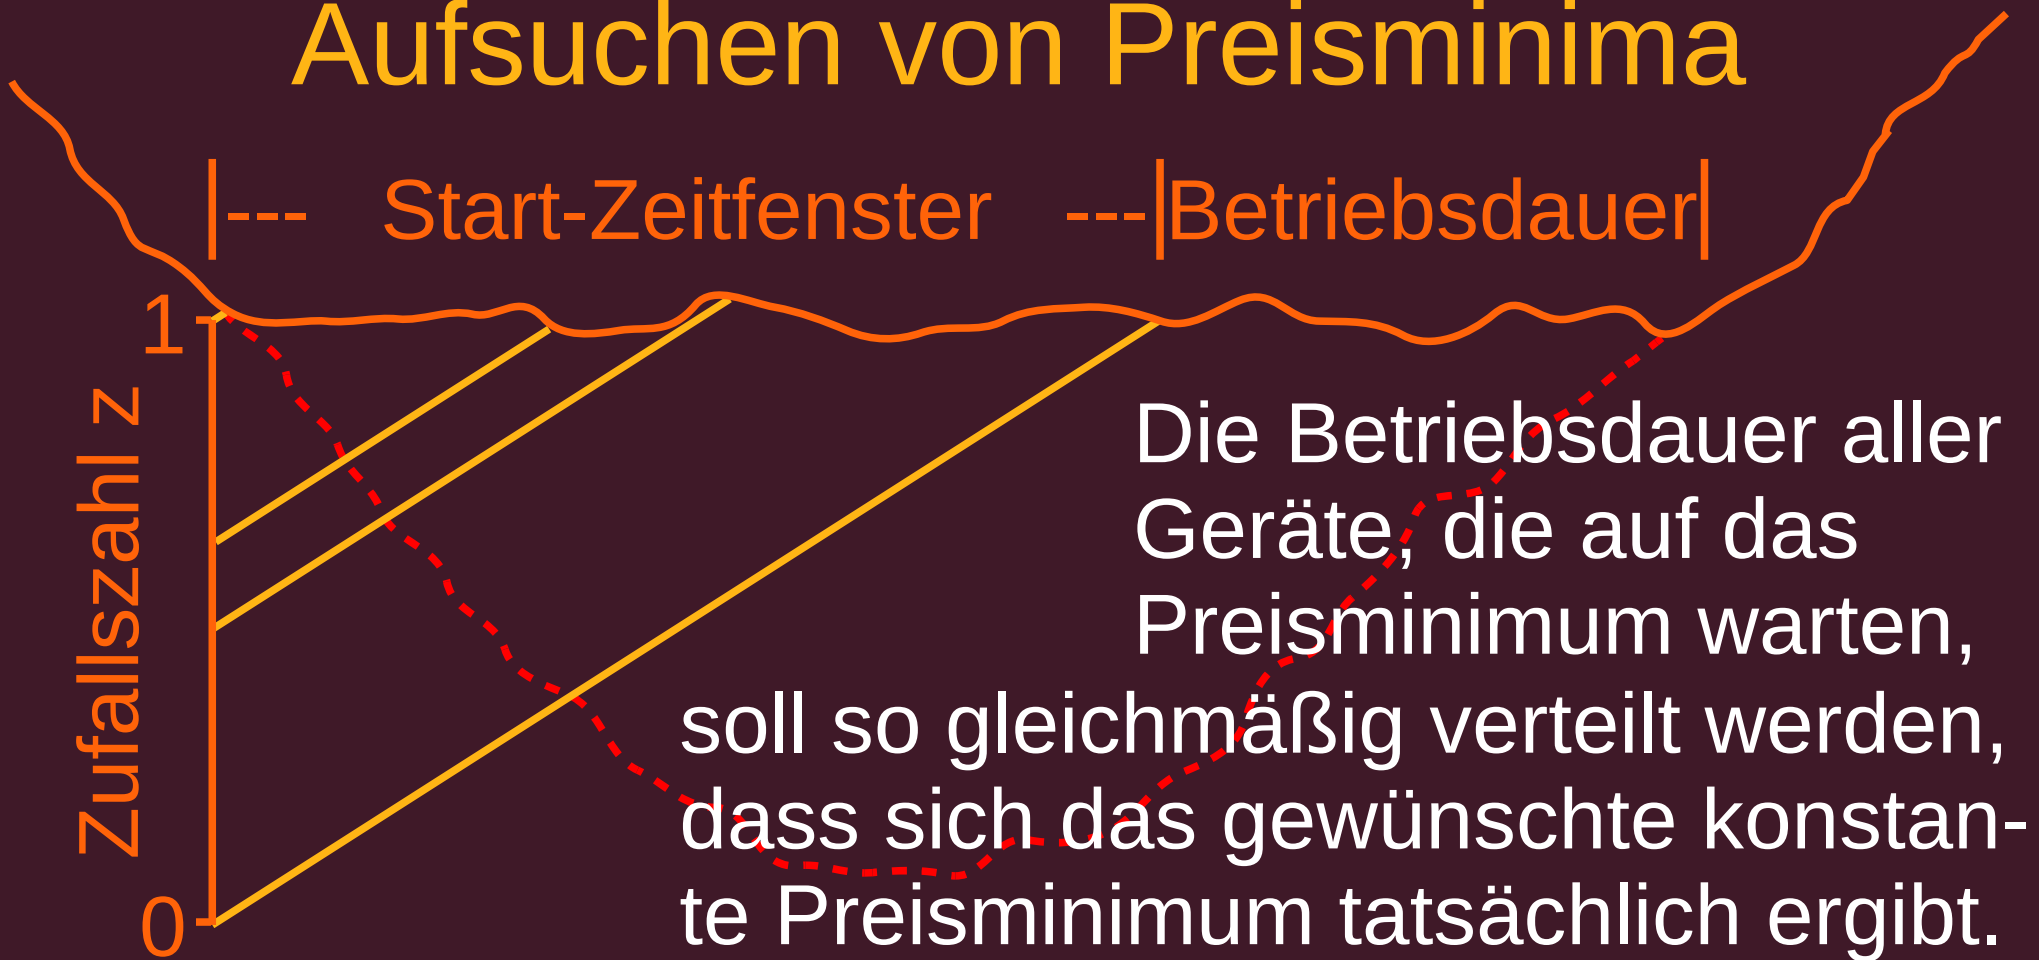 Aufsuchen von Preisminima
|--- Start-Zeitfenster ---|Betriebsdauer|
1
Zufallszahl z
0
Die Betriebsdauer aller
Geräte, die auf das
Preisminimum warten,
soll so gleichmäßig verteilt werden,
dass sich das gewünschte konstan-
te Preisminimum tatsächlich ergibt.